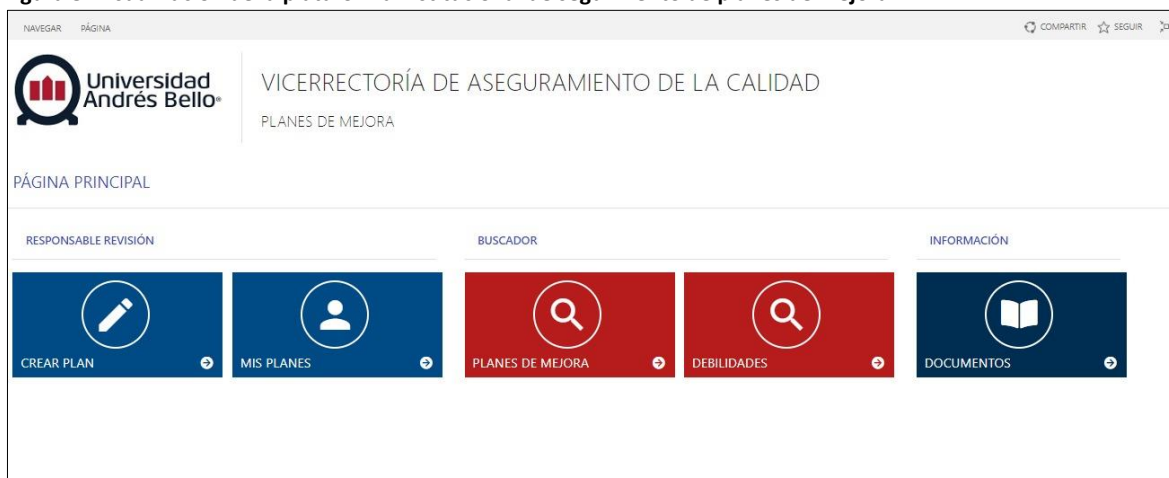 NAVEGAR PÁGINA
COMPARTIR SEGUIR
Universidad
Andrés Bello®
VICERRECTORÍA DE ASEGURAMIENTO DE LA CALIDAD
PLANES DE MEJORA
PÁGINA PRINCIPAL
RESPONSABLE REVISIÓN BUSCADOR INFORMACIÓN
CREAR PLAN MIS PLANES PLANES DE MEJORA DEBILIDADES DOCUMENTOS